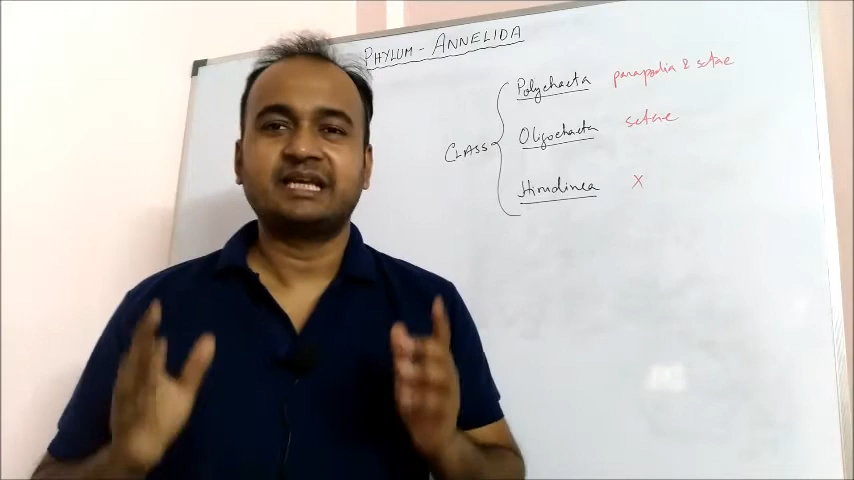 PHYLUM - ANNELIDA
Polychaeta parapodia & setae
CLASS
Oligochaeta setae
Hirudinea X